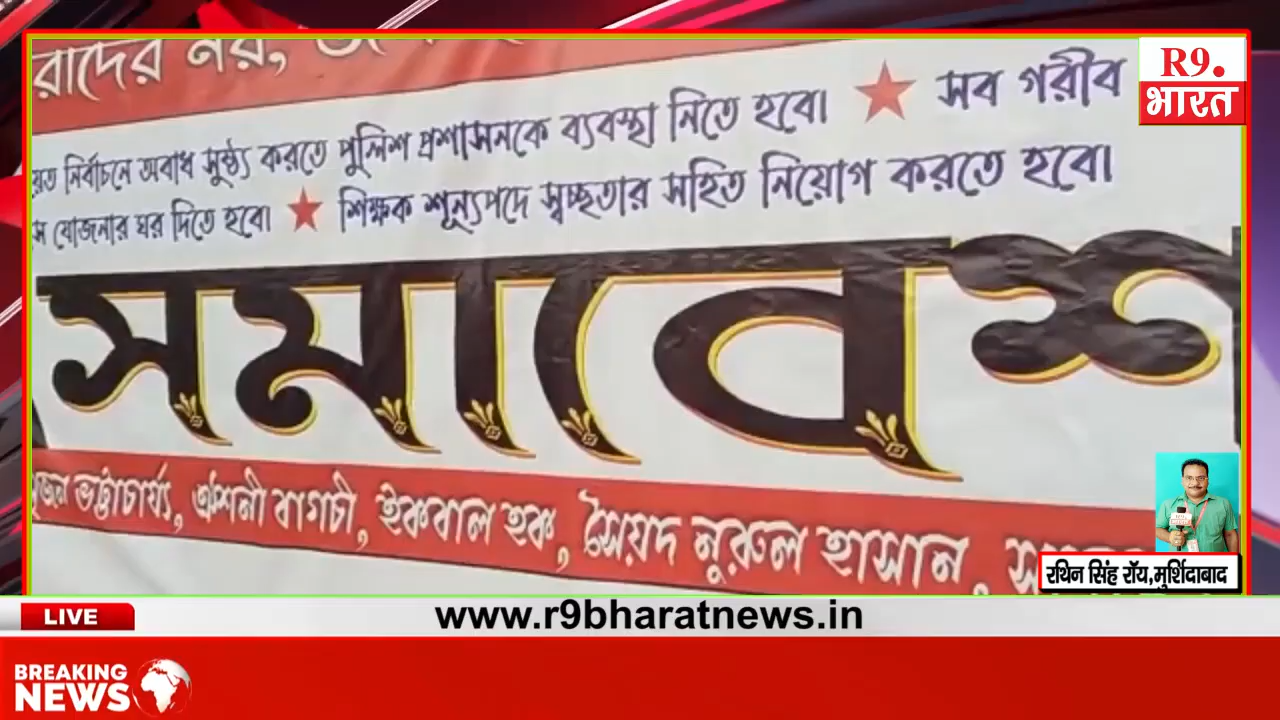 রাদের নয়,
R9.
भारत
নির্বাচনে অবাধ সুষ্ঠ্য করতে পুলিশ প্রশাসনকে ব্যবস্থা নিতে হবে। ★ সব গরীব
যোজনার ঘর দিতে হবে। ★ শিক্ষক শূন্যপদে স্বচ্ছতার সহিত নিয়োগ করতে হবে।
সমাবেশ
ভট্টাচার্য্য, ঐশনী বাগচী, ইকবাল হক, সৈয়দ নুরুল হাসান,
रथिन सिंह रॉय,मुर्शिदाबाद
LIVE
www.r9bharatnews.in
BREAKING
NEWS